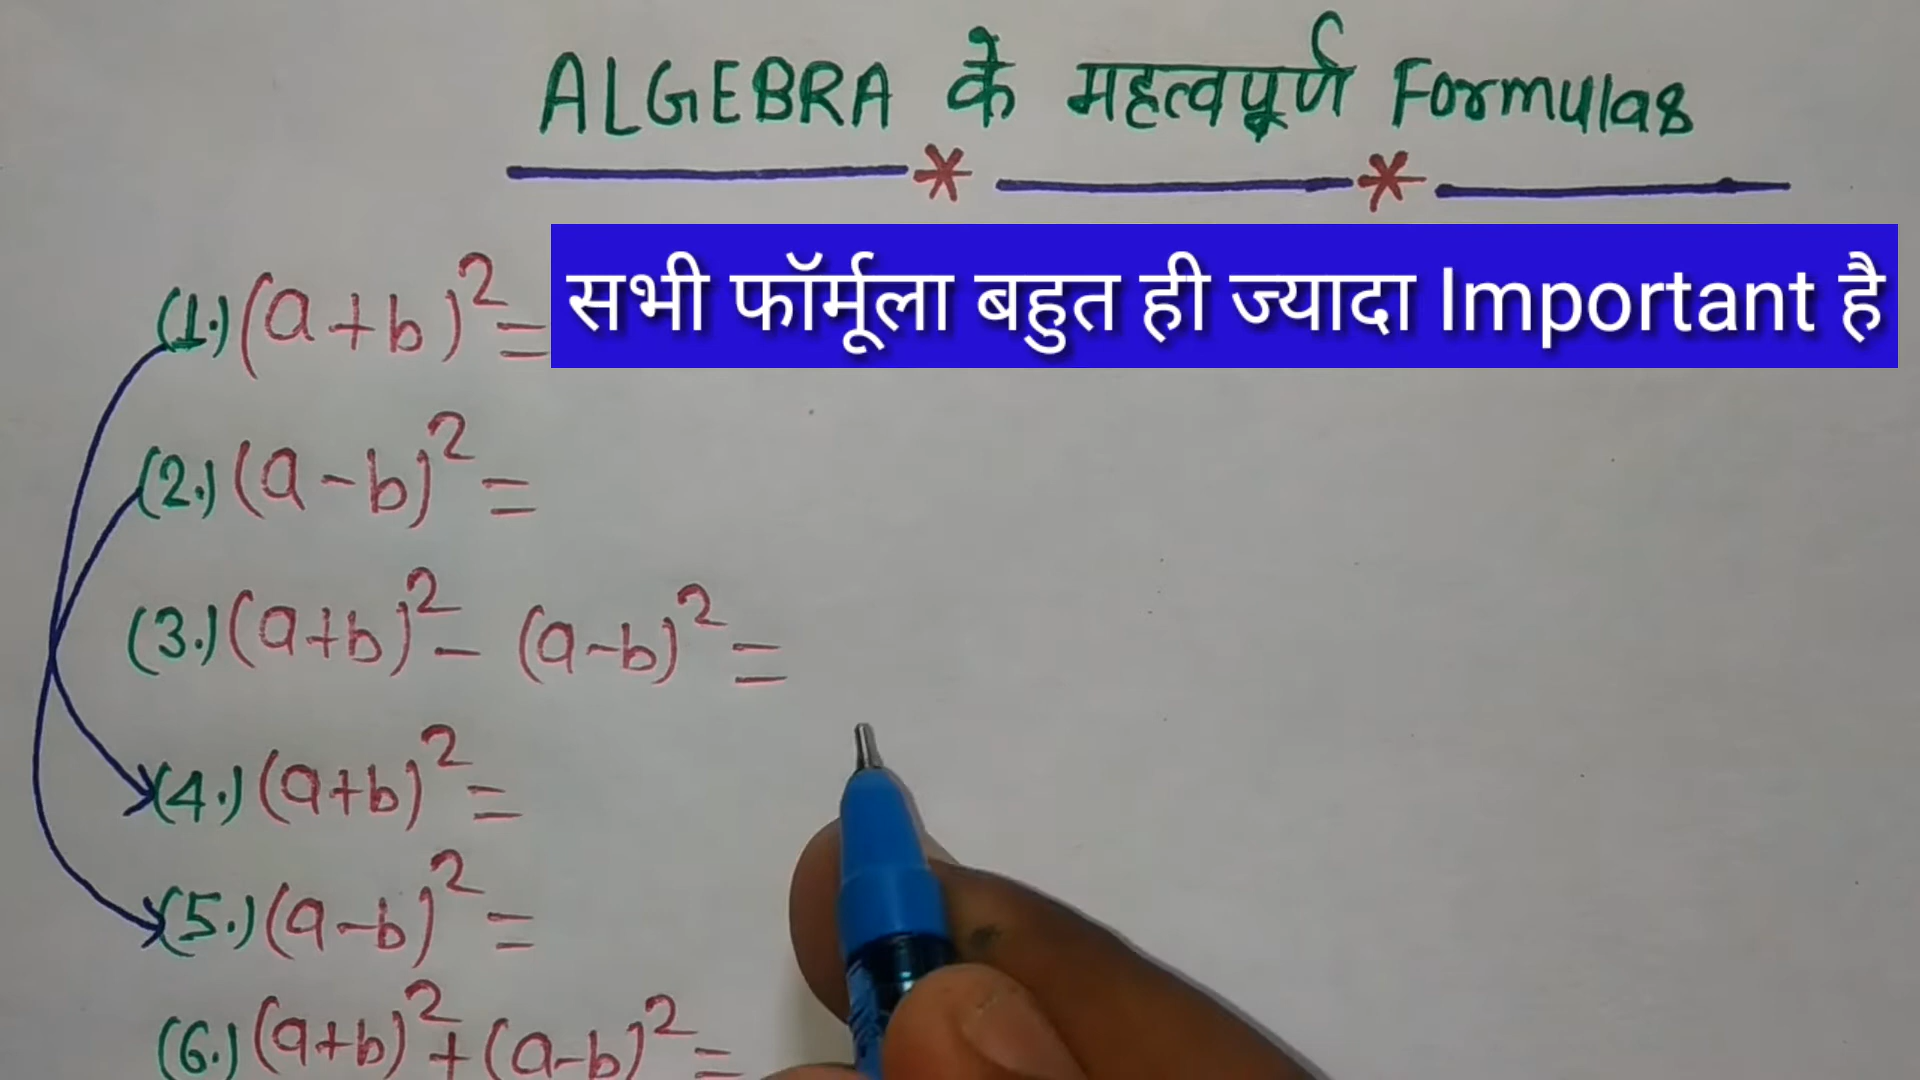 ALGEBRA के महत्वपूर्ण Formulas
सभी फॉर्मूला बहुत ही ज्यादा Important है
(1.) (a+b)² =
(2.) (a-b)² =
(3.) (a+b)² - (a-b)² =
(4.) (a+b)² =
(5.) (a-b)² =
(6.) (a+b)² + (a-b)² =